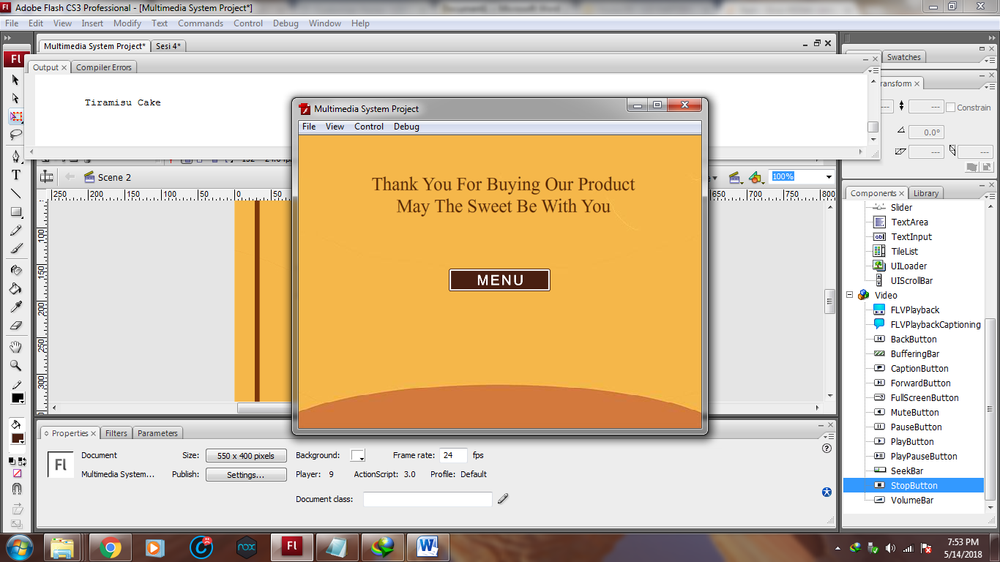 Adobe Flash CS3 Professional - [Multimedia System Project*]
File Edit View Insert Modify Text Commands Control Debug Window Help
Multimedia System Project* Sesi 4*
Output Compiler Errors
Tiramisu Cake
Swatches
ransform
Constrain
0.0°
Scene 2
100%
250 200 150 100 50 0 50
650 700 750 800
100
150
200
250
300
Multimedia System Project
File View Control Debug
Thank You For Buying Our Product
May The Sweet Be With You
MENU
Components Library
Slider
TextArea
TextInput
TileList
UILoader
UIScrollBar
Video
FLVPlayback
FLVPlaybackCaptioning
BackButton
BufferingBar
CaptionButton
ForwardButton
FullScreenButton
MuteButton
PauseButton
PlayButton
PlayPauseButton
SeekBar
StopButton
VolumeBar
Properties Filters Parameters
Fl
Document Size: 550 x 400 pixels Background: Frame rate: 24 fps
Multimedia System... Publish: Settings... Player: 9 ActionScript: 3.0 Profile: Default
Document class:
7:53 PM
5/14/2018